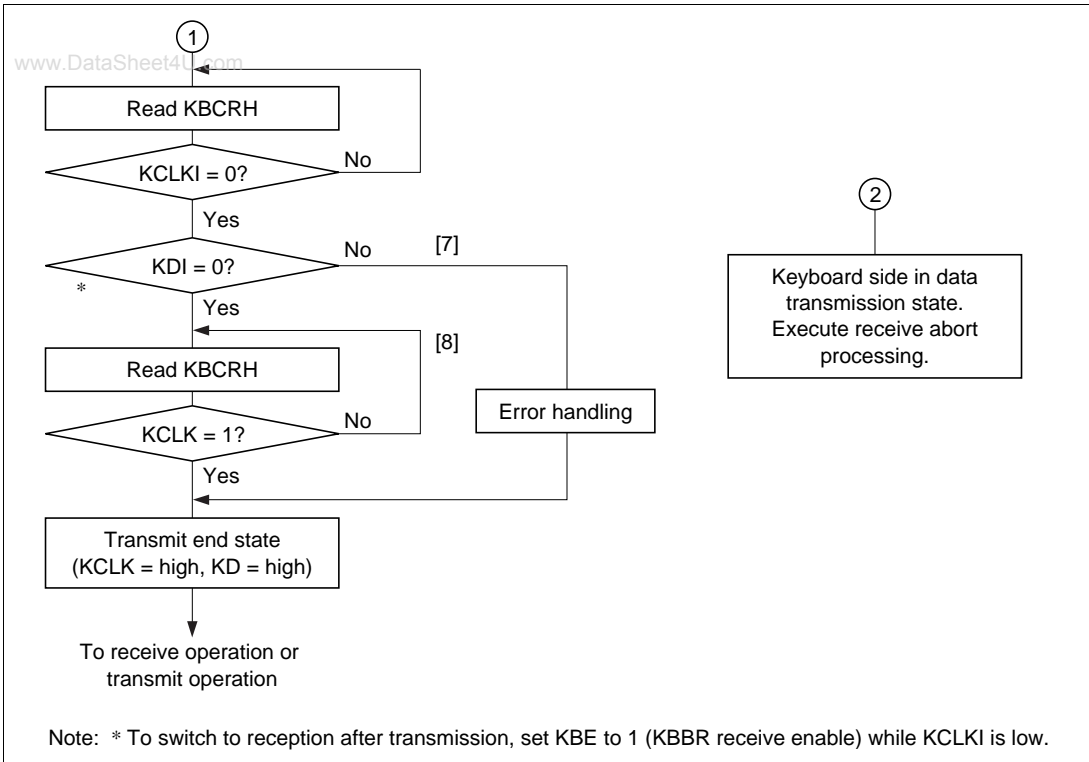 1
www.DataSheet4U.com
Read KBCRH
KCLKI = 0?
No
Yes
KDI = 0?
No
[7]
*
Yes
[8]
Read KBCRH
KCLK = 1?
No
Error handling
Yes
Transmit end state
(KCLK = high, KD = high)
To receive operation or
transmit operation
2
Keyboard side in data
transmission state.
Execute receive abort
processing.
Note: * To switch to reception after transmission, set KBE to 1 (KBBR receive enable) while KCLKI is low.